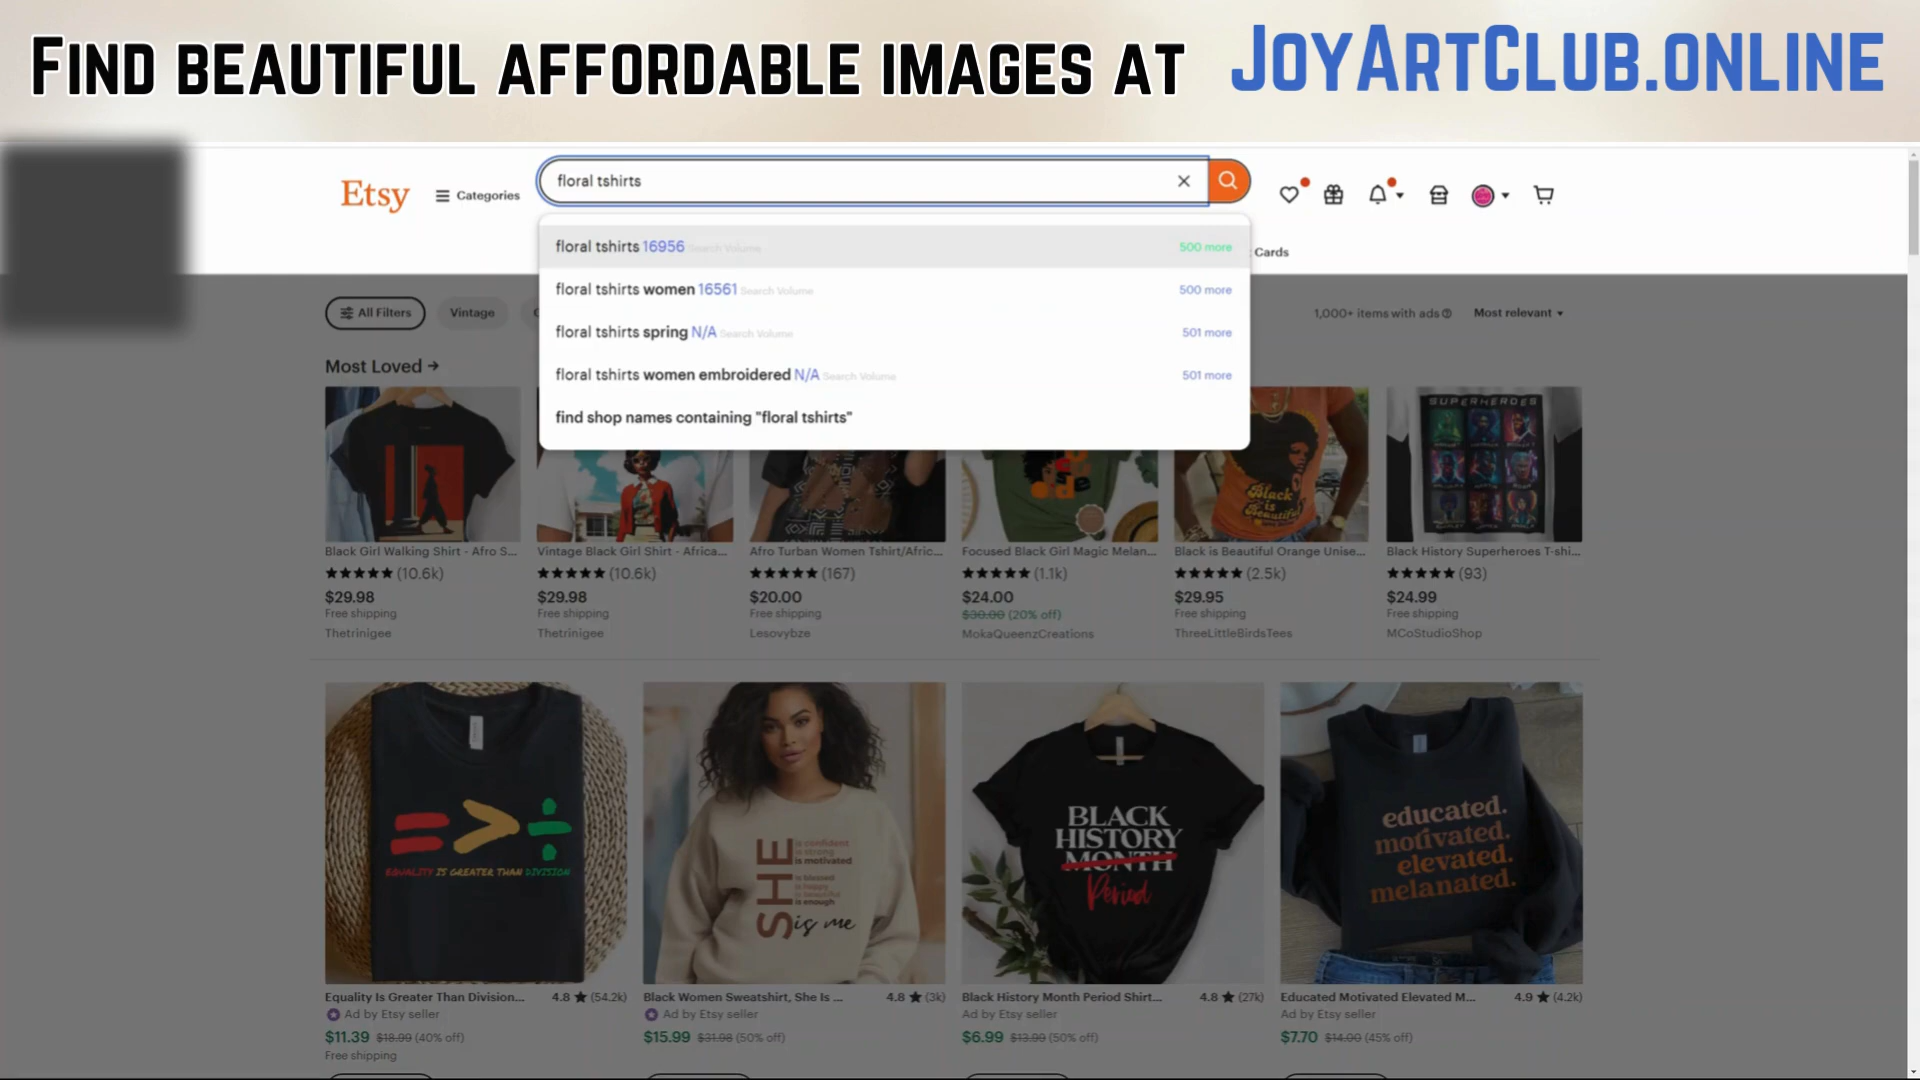 Find beautiful affordable images at JoyArtClub.online
Etsy
Categories
floral tshirts
floral tshirts 16956 Search Volume 500 more
floral tshirts women 16561 Search Volume 500 more
floral tshirts spring N/A Search Volume 501 more
floral tshirts women embroidered N/A Search Volume 501 more
find shop names containing "floral tshirts"
Cards
All Filters
Vintage
1,000+ items with ads
Most relevant
Most Loved →
SUPERHEROES
Black is Beautiful
Black Girl Walking Shirt - Afro S...
Vintage Black Girl Shirt - Africa...
Afro Turban Women Tshirt/Afric...
Focused Black Girl Magic Melan...
Black is Beautiful Orange Unise...
Black History Superheroes T-shi...
★★★★★ (10.6k)
★★★★★ (10.6k)
★★★★★ (167)
★★★★★ (1.1k)
★★★★★ (2.5k)
★★★★★ (93)
$29.98
$29.98
$20.00
$24.00
$29.95
$24.99
Free shipping
Free shipping
Free shipping
$30.00 (20% off)
Free shipping
Free shipping
Thetrinigee
Thetrinigee
Lesovybze
MokaQueenzCreations
ThreeLittleBirdsTees
MCoStudioShop
EQUALITY IS GREATER THAN DIVISION
SHE
is confident
is strong
is motivated
is blessed
is happy
is beautiful
is enough
is me
BLACK
HISTORY
MONTH
Period
educated.
motivated.
elevated.
melanated.
Equality Is Greater Than Division...
4.8 ★ (54.2k)
Black Women Sweatshirt, She Is ...
4.8 ★ (3k)
Black History Month Period Shirt...
4.8 ★ (27k)
Educated Motivated Elevated M...
4.9 ★ (4.2k)
Ad by Etsy seller
Ad by Etsy seller
Ad by Etsy seller
Ad by Etsy seller
$11.39 $18.99 (40% off)
$15.99 $31.98 (50% off)
$6.99 $13.99 (50% off)
$7.70 $14.00 (45% off)
Free shipping